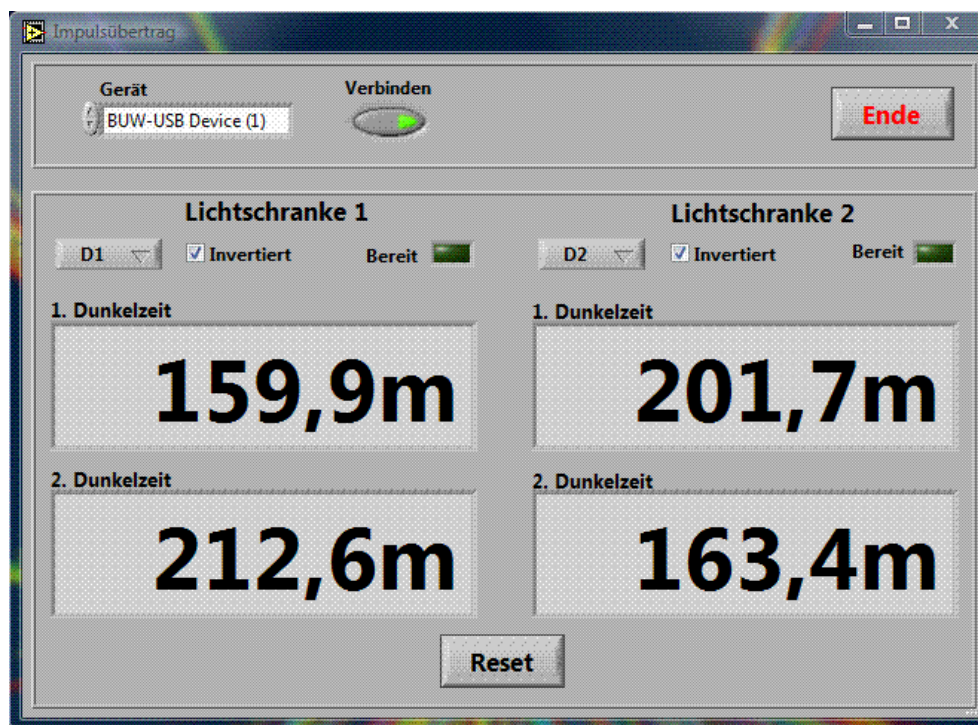 Impulsübertrag
Gerät
Verbinden
BUW-USB Device (1)
Ende
Lichtschranke 1
Lichtschranke 2
D1
Invertiert
Bereit
D2
Invertiert
Bereit
1. Dunkelzeit
1. Dunkelzeit
159,9m
201,7m
2. Dunkelzeit
2. Dunkelzeit
212,6m
163,4m
Reset